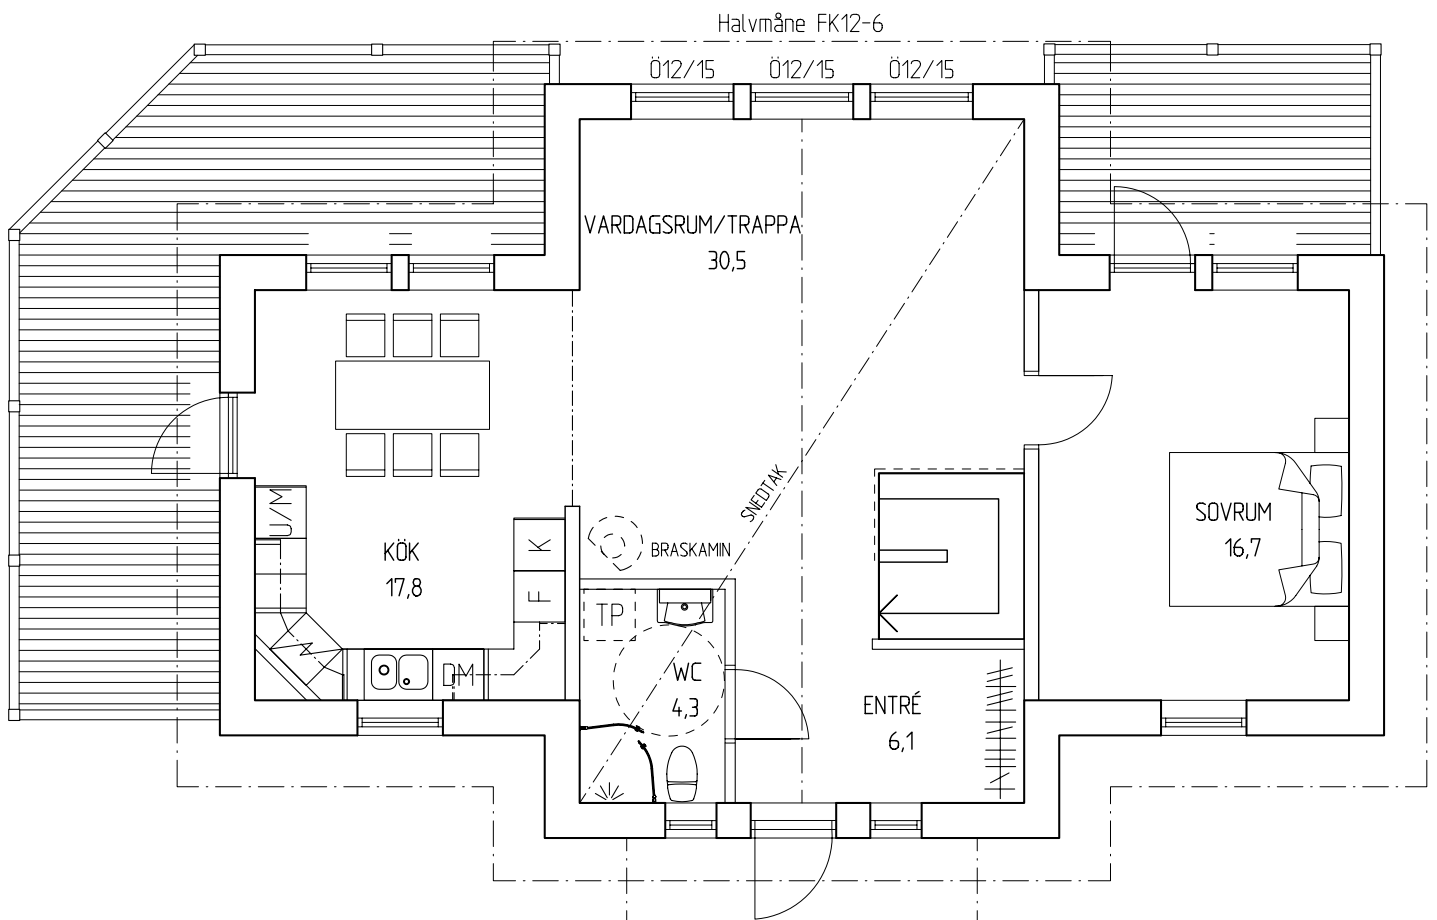 Halvmåne FK12-6
Ö12/15 Ö12/15 Ö12/15
VARDAGSRUM/TRAPPA
30,5
SNEDTAK
U/M
KÖK
17,8
K
F
BRASKAMIN
SOVRUM
16,7
TP
WC
4,3
DM
ENTRÉ
6,1